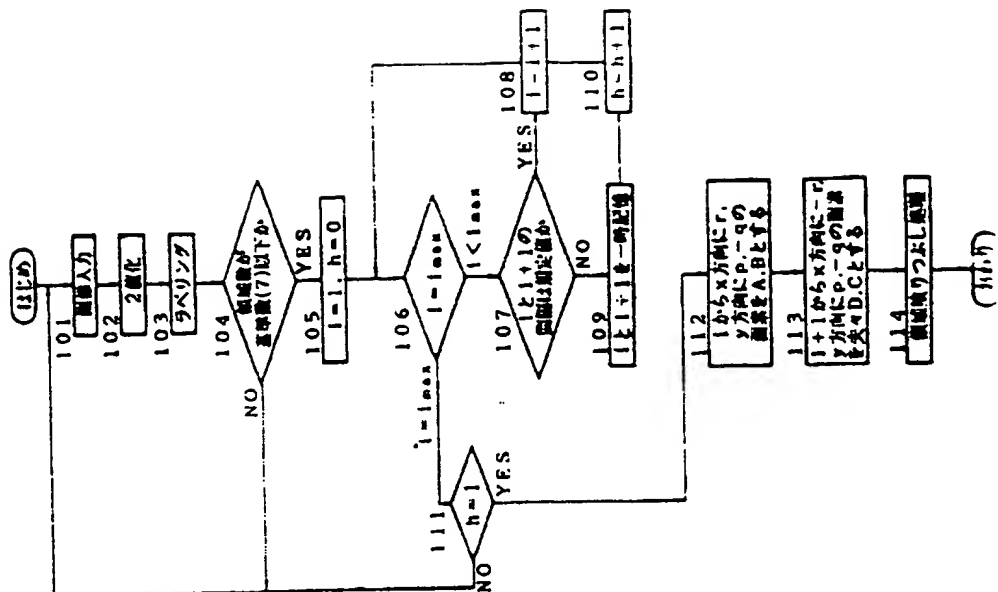 はじめ
101
画像入力
102
2値化
103
ラベリング
104
領域数が
基準数(7)以下か
NO
YES
105
i=1, h=0
106
i=imax
i=imax
i<imax
107
iとi+1の
間隔は規定値か
YES
NO
108
i←i+1
109
iとi+1を一時記憶
110
h←h+1
111
h=1
NO
YES
112
iからx方向にr,
y方向にp,-qの
画素をA,Bとする
113
i+1からx方向に-r,
y方向にp,-qの画素
を夫々D,Cとする
114
領域塗りつぶし処理
おわり